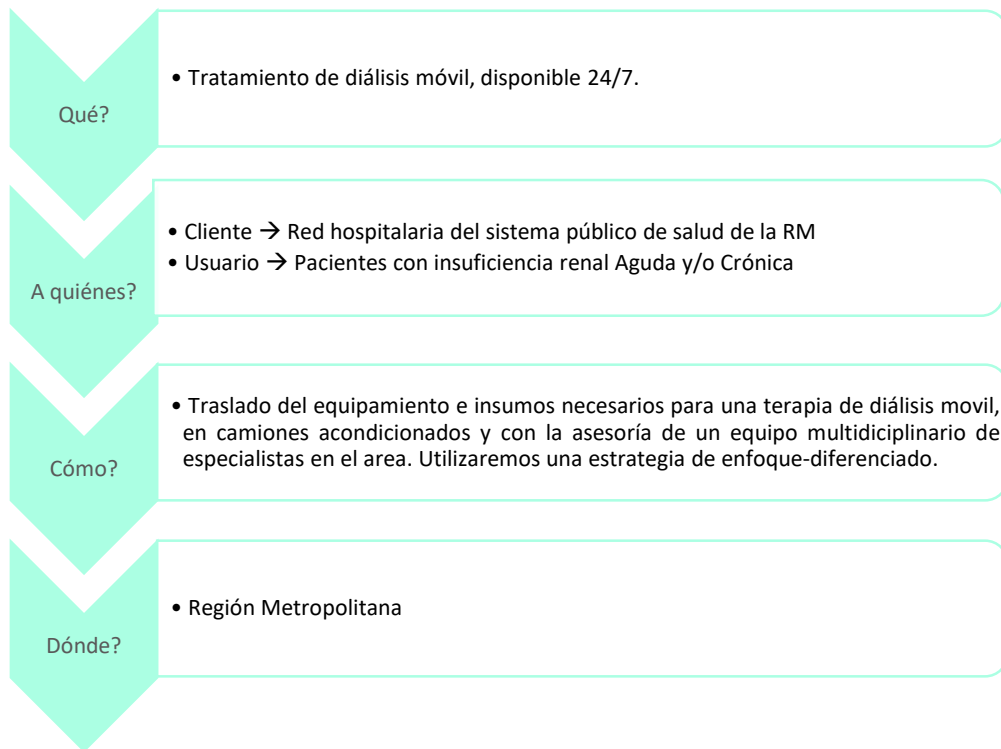 Qué?
• Tratamiento de diálisis móvil, disponible 24/7.
A quiénes?
• Cliente → Red hospitalaria del sistema público de salud de la RM
• Usuario → Pacientes con insuficiencia renal Aguda y/o Crónica
Cómo?
• Traslado del equipamiento e insumos necesarios para una terapia de diálisis movil,
en camiones acondicionados y con la asesoría de un equipo multidiciplinario de
especialistas en el area. Utilizaremos una estrategia de enfoque-diferenciado.
Dónde?
• Región Metropolitana